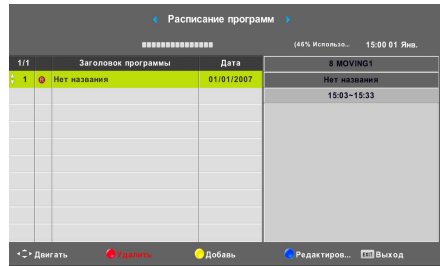 Расписание программ
(46% Использо... 15:00 01 Янв.
1/1 Заголовок программы Дата 8 MOVING1
1 Нет названия 01/01/2007 Нет названия
15:03~15:33
Двигать Удалить Добавь Редактиров... EXIT Выход